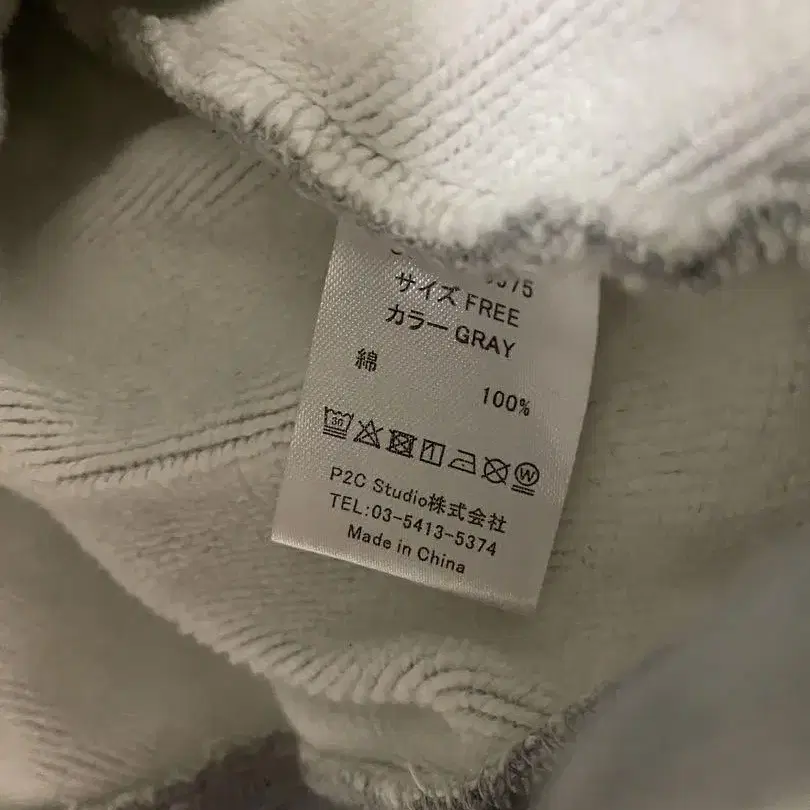 サイズ FREE
カラー GRAY
綿 100%
30
W
P2C Studio株式会社
TEL:03-5413-5374
Made in China